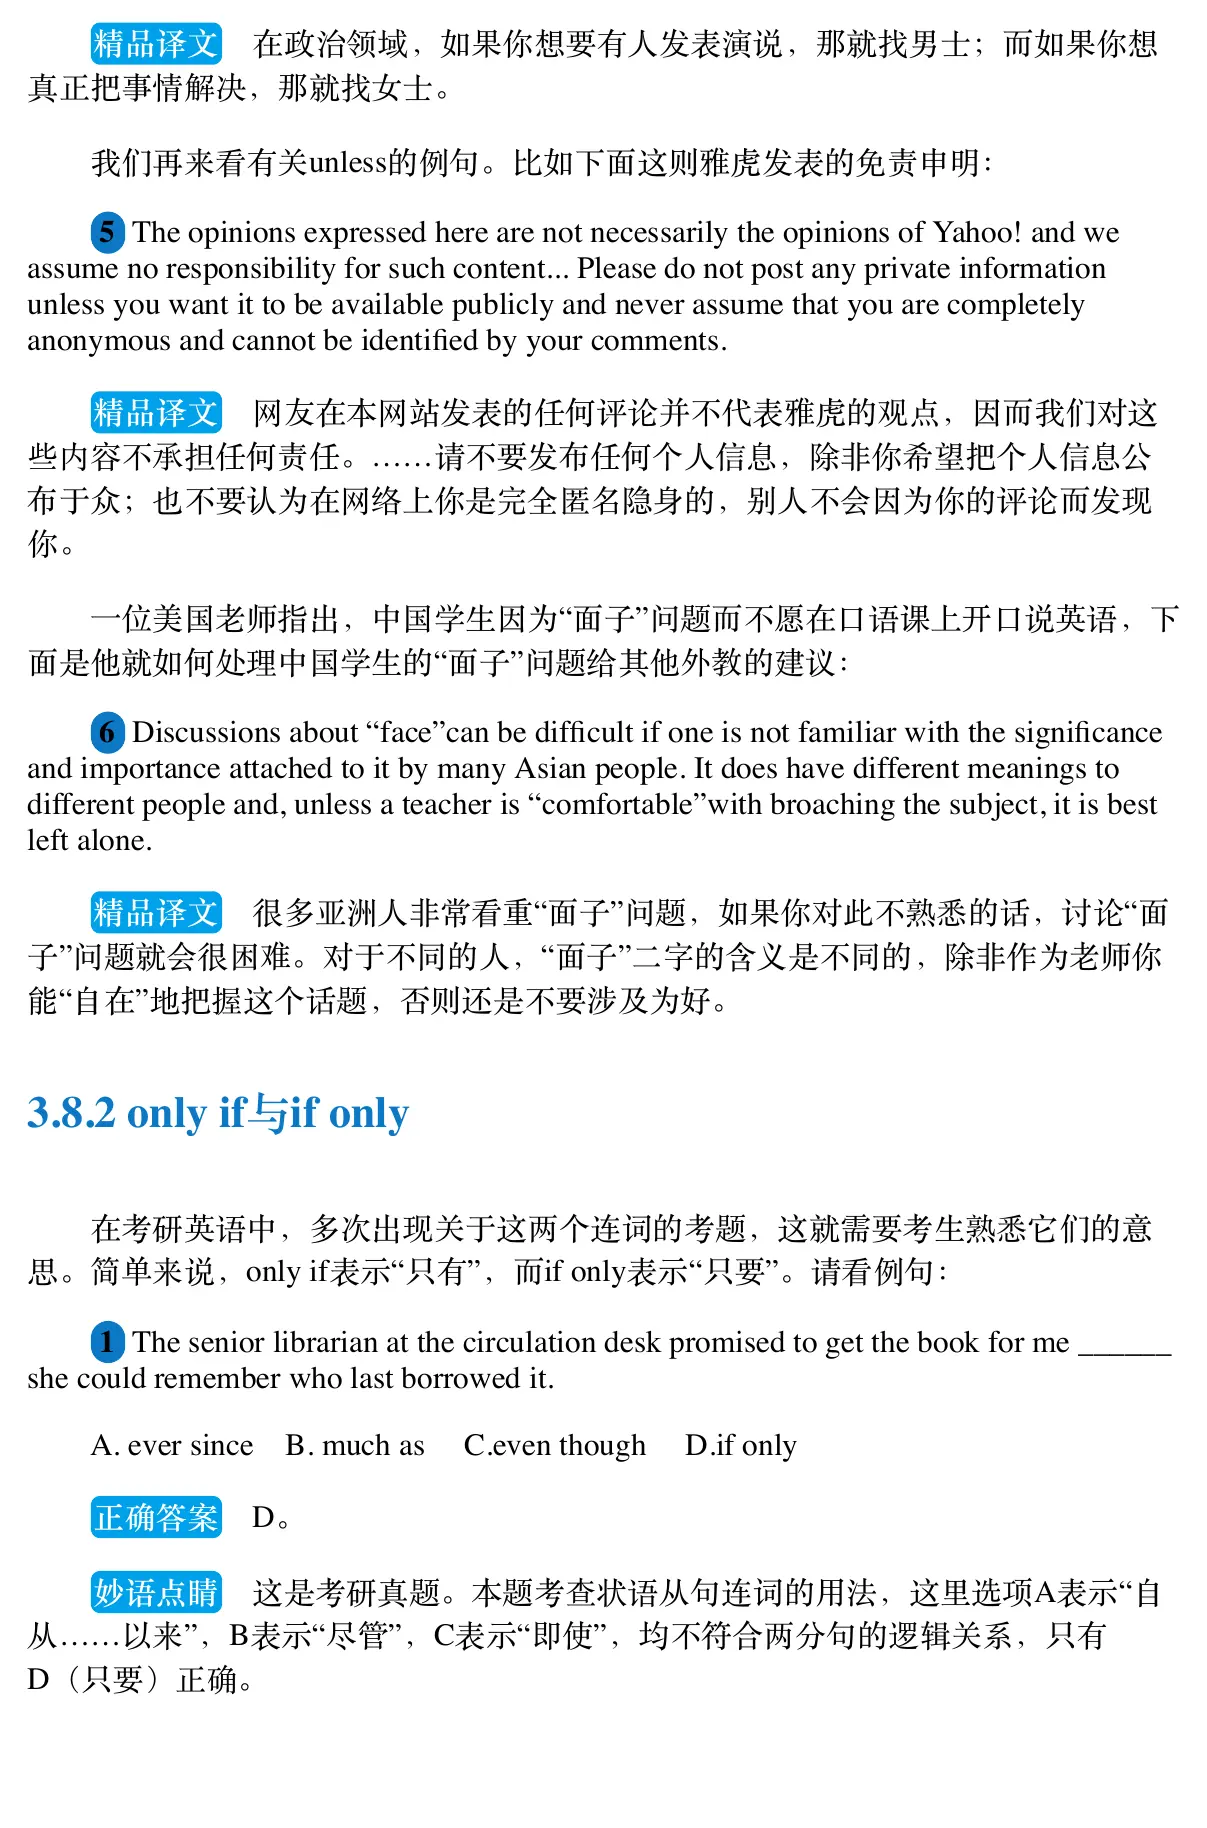 精品译文 在政治领域，如果你想要有人发表演说，那就找男士；而如果你想
真正把事情解决，那就找女士。
我们再来看有关unless的例句。比如下面这则雅虎发表的免责申明：
5 The opinions expressed here are not necessarily the opinions of Yahoo! and we
assume no responsibility for such content... Please do not post any private information
unless you want it to be available publicly and never assume that you are completely
anonymous and cannot be identified by your comments.
精品译文 网友在本网站发表的任何评论并不代表雅虎的观点，因而我们对这
些内容不承担任何责任。……请不要发布任何个人信息，除非你希望把个人信息公
布于众；也不要认为在网络上你是完全匿名隐身的，别人不会因为你的评论而发现
你。
一位美国老师指出，中国学生因为“面子”问题而不愿在口语课上开口说英语，下
面是他就如何处理中国学生的“面子”问题给其他外教的建议：
6 Discussions about “face”can be difficult if one is not familiar with the significance
and importance attached to it by many Asian people. It does have different meanings to
different people and, unless a teacher is “comfortable”with broaching the subject, it is best
left alone.
精品译文 很多亚洲人非常看重“面子”问题，如果你对此不熟悉的话，讨论“面
子”问题就会很困难。对于不同的人，“面子”二字的含义是不同的，除非作为老师你
能“自在”地把握这个话题，否则还是不要涉及为好。
3.8.2 only if与if only
在考研英语中，多次出现关于这两个连词的考题，这就需要考生熟悉它们的意
思。简单来说，only if表示“只有”，而if only表示“只要”。请看例句：
1 The senior librarian at the circulation desk promised to get the book for me ______
she could remember who last borrowed it.
A. ever since B. much as C.even though D.if only
正确答案 D。
妙语点睛 这是考研真题。本题考查状语从句连词的用法，这里选项A表示“自
从……以来”，B表示“尽管”，C表示“即使”，均不符合两分句的逻辑关系，只有
D（只要）正确。